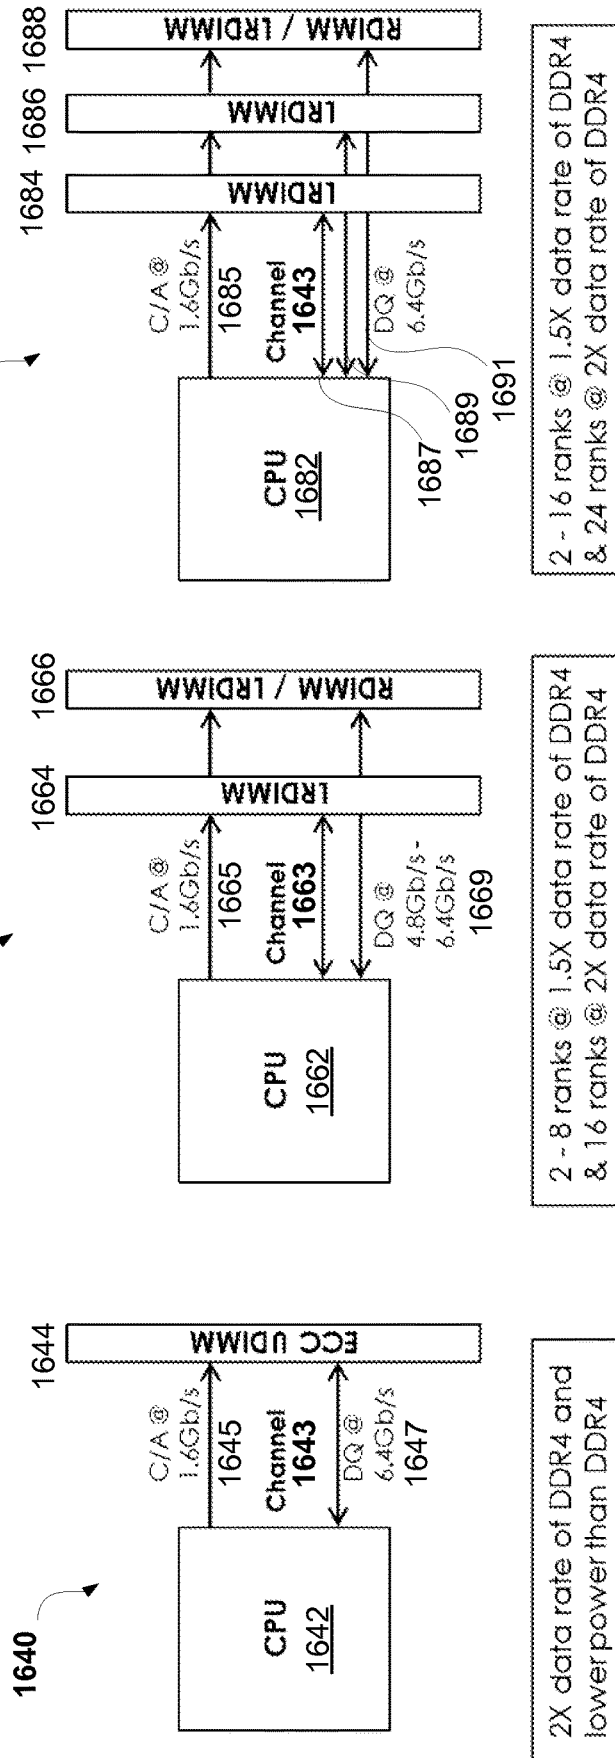 1640
CPU
1642
C/A @
1.6Gb/s
1645
Channel
1643
DQ @
6.4Gb/s
1647
1644
ECC UDIMM
2X data rate of DDR4 and
lower power than DDR4
CPU
1662
C/A @
1.6Gb/s
1665
Channel
1663
DQ @
4.8Gb/s-
6.4Gb/s
1669
1664
LRDIMM
1666
RDIMM / LRDIMM
2 - 8 ranks @ 1.5X data rate of DDR4
& 16 ranks @ 2X data rate of DDR4
CPU
1682
C/A @
1.6Gb/s
1685
Channel
1643
DQ @
6.4Gb/s
1687
1689
1691
1684
LRDIMM
1686
LRDIMM
1688
RDIMM / LRDIMM
2 - 16 ranks @ 1.5X data rate of DDR4
& 24 ranks @ 2X data rate of DDR4